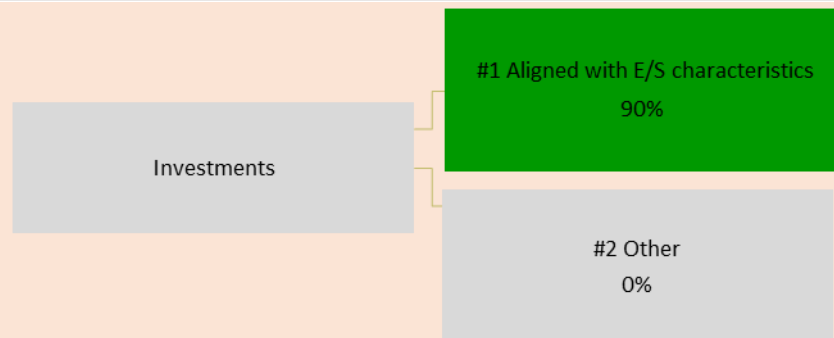 #1 Aligned with E/S characteristics
90%
Investments
#2 Other
0%